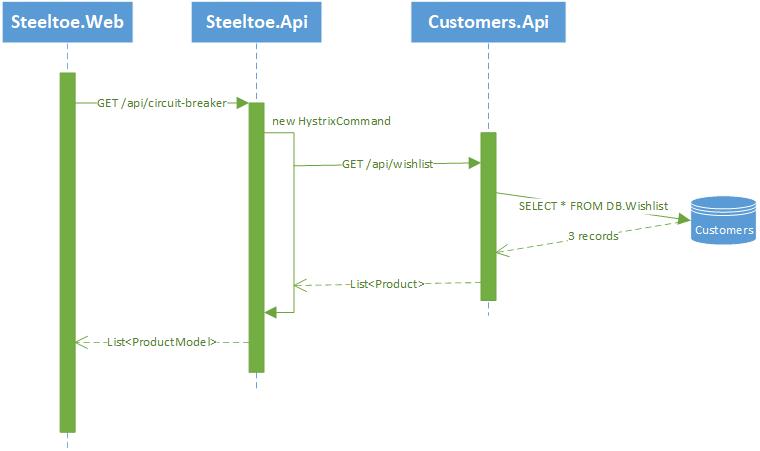 Steeltoe.Web
Steeltoe.Api
Customers.Api
GET /api/circuit-breaker
new HystrixCommand
GET /api/wishlist
SELECT * FROM DB.Wishlist
Customers
3 records
List<Product>
List<ProductModel>